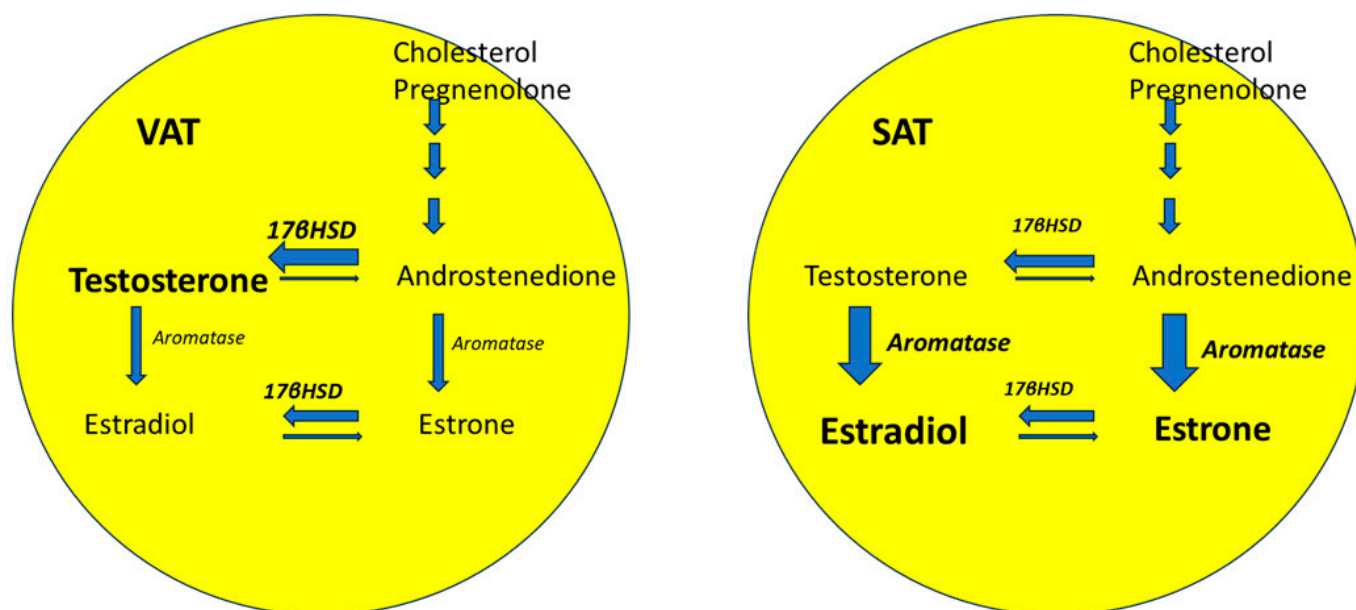 Cholesterol
Pregnenolone
VAT
17βHSD
Testosterone
Androstenedione
Aromatase
Aromatase
17βHSD
Estradiol
Estrone
Cholesterol
Pregnenolone
SAT
17βHSD
Testosterone
Androstenedione
Aromatase
Aromatase
17βHSD
Estradiol
Estrone